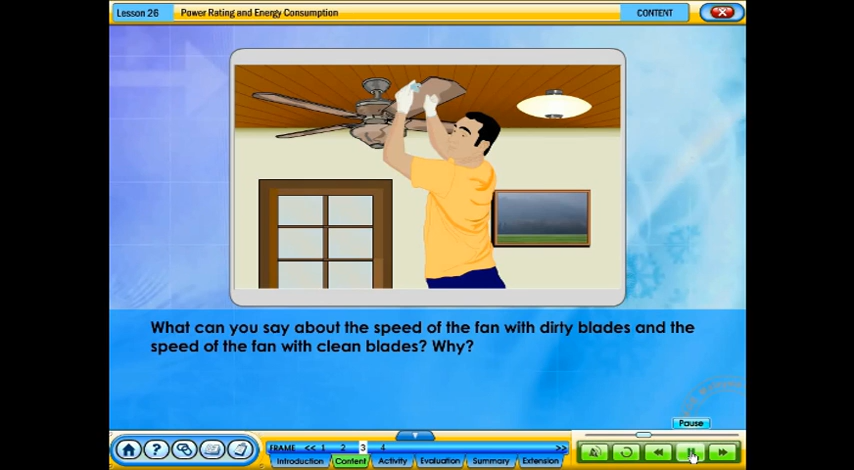 Lesson 26
Power Rating and Energy Consumption
CONTENT
What can you say about the speed of the fan with dirty blades and the
speed of the fan with clean blades? Why?
Pause
FRAME << 1 2 3 4 >>
Introduction Content Activity Evaluation Summary Extension